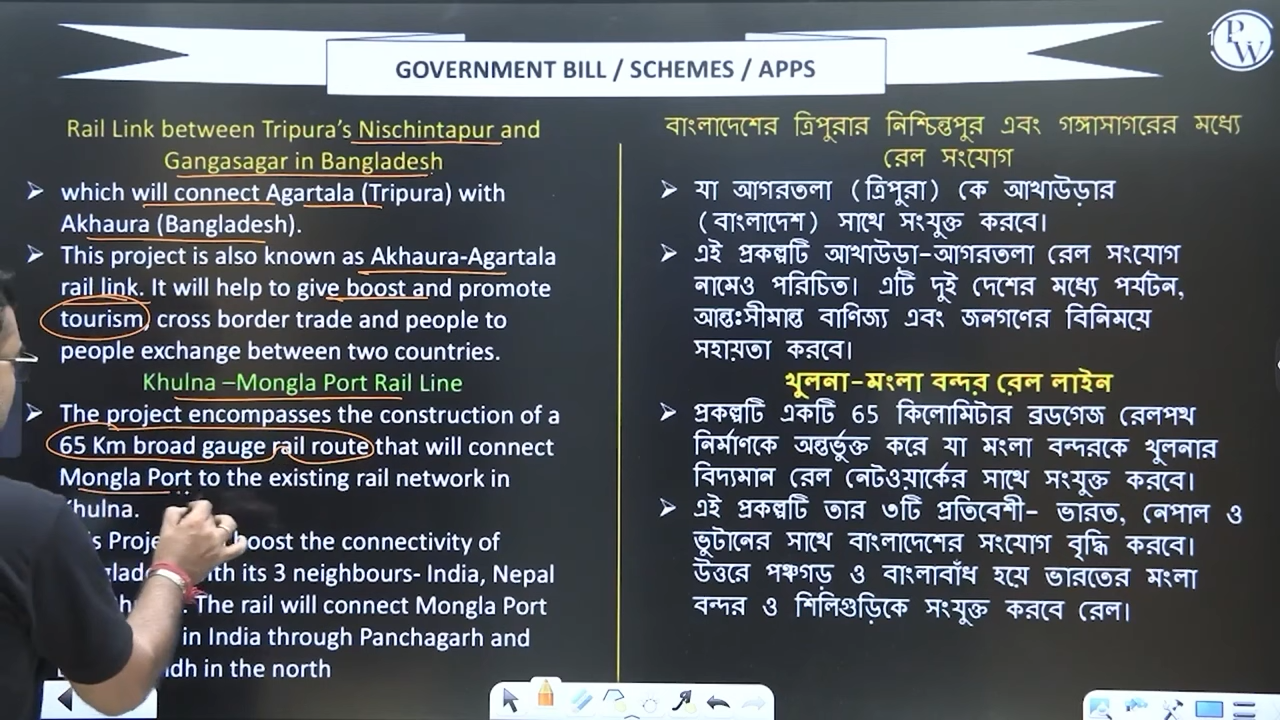 GOVERNMENT BILL / SCHEMES / APPS
PW
Rail Link between Tripura's Nischintapur and
Gangasagar in Bangladesh
➢ which will connect Agartala (Tripura) with
Akhaura (Bangladesh).
➢ This project is also known as Akhaura-Agartala
rail link. It will help to give boost and promote
tourism, cross border trade and people to
people exchange between two countries.
Khulna –Mongla Port Rail Line
➢ The project encompasses the construction of a
65 Km broad gauge rail route that will connect
Mongla Port to the existing rail network in
Khulna.
boost the connectivity of
with its 3 neighbours- India, Nepal
The rail will connect Mongla Port
in India through Panchagarh and
in the north
বাংলাদেশের ত্রিপুরার নিশ্চিন্তপুর এবং গঙ্গাসাগরের মধ্যে
রেল সংযোগ
➢ যা আগরতলা (ত্রিপুরা) কে আখাউড়ার
(বাংলাদেশ) সাথে সংযুক্ত করবে।
➢ এই প্রকল্পটি আখাউড়া-আগরতলা রেল সংযোগ
নামেও পরিচিত। এটি দুই দেশের মধ্যে পর্যটন,
আন্তঃসীমান্ত বাণিজ্য এবং জনগণের বিনিময়ে
সহায়তা করবে।
খুলনা-মংলা বন্দর রেল লাইন
➢ প্রকল্পটি একটি 65 কিলোমিটার ব্রডগেজ রেলপথ
নির্মাণকে অন্তর্ভুক্ত করে যা মংলা বন্দরকে খুলনার
বিদ্যমান রেল নেটওয়ার্কের সাথে সংযুক্ত করবে।
➢ এই প্রকল্পটি তার ৩টি প্রতিবেশী- ভারত, নেপাল ও
ভুটানের সাথে বাংলাদেশের সংযোগ বৃদ্ধি করবে।
উত্তরে পঞ্চগড় ও বাংলাবাঁধ হয়ে ভারতের মংলা
বন্দর ও শিলিগুড়িকে সংযুক্ত করবে রেল।